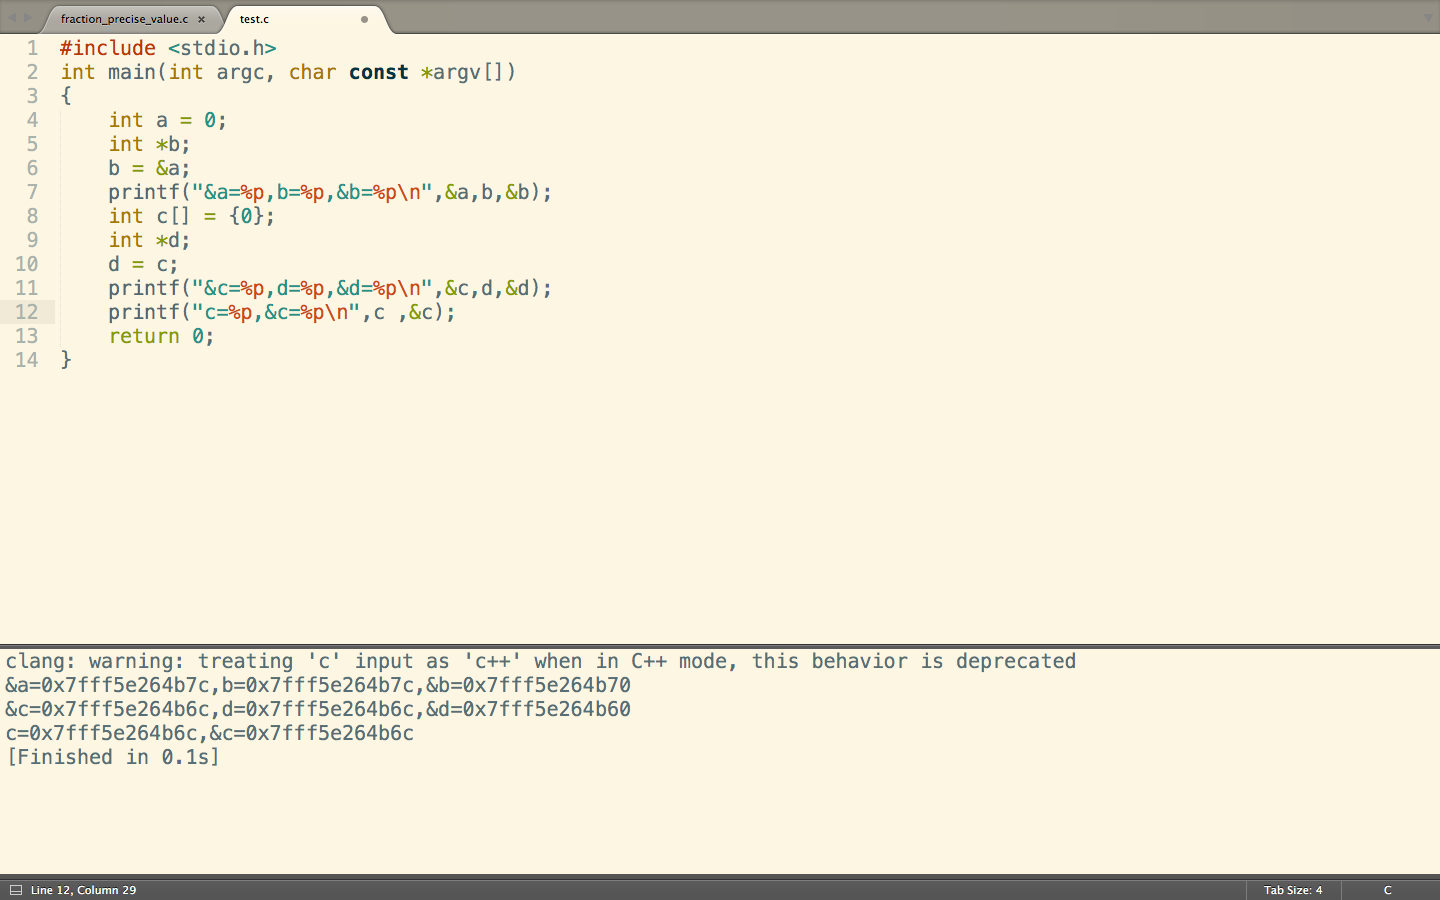 fraction_precise_value.c × test.c
1 #include <stdio.h>
2 int main(int argc, char const *argv[])
3 {
4     int a = 0;
5     int *b;
6     b = &a;
7     printf("&a=%p,b=%p,&b=%p\n",&a,b,&b);
8     int c[] = {0};
9     int *d;
10     d = c;
11     printf("&c=%p,d=%p,&d=%p\n",&c,d,&d);
12     printf("c=%p,&c=%p\n",c ,&c);
13     return 0;
14 }
clang: warning: treating 'c' input as 'c++' when in C++ mode, this behavior is deprecated
&a=0x7fff5e264b7c,b=0x7fff5e264b7c,&b=0x7fff5e264b70
&c=0x7fff5e264b6c,d=0x7fff5e264b6c,&d=0x7fff5e264b60
c=0x7fff5e264b6c,&c=0x7fff5e264b6c
[Finished in 0.1s]
Line 12, Column 29 Tab Size: 4 C